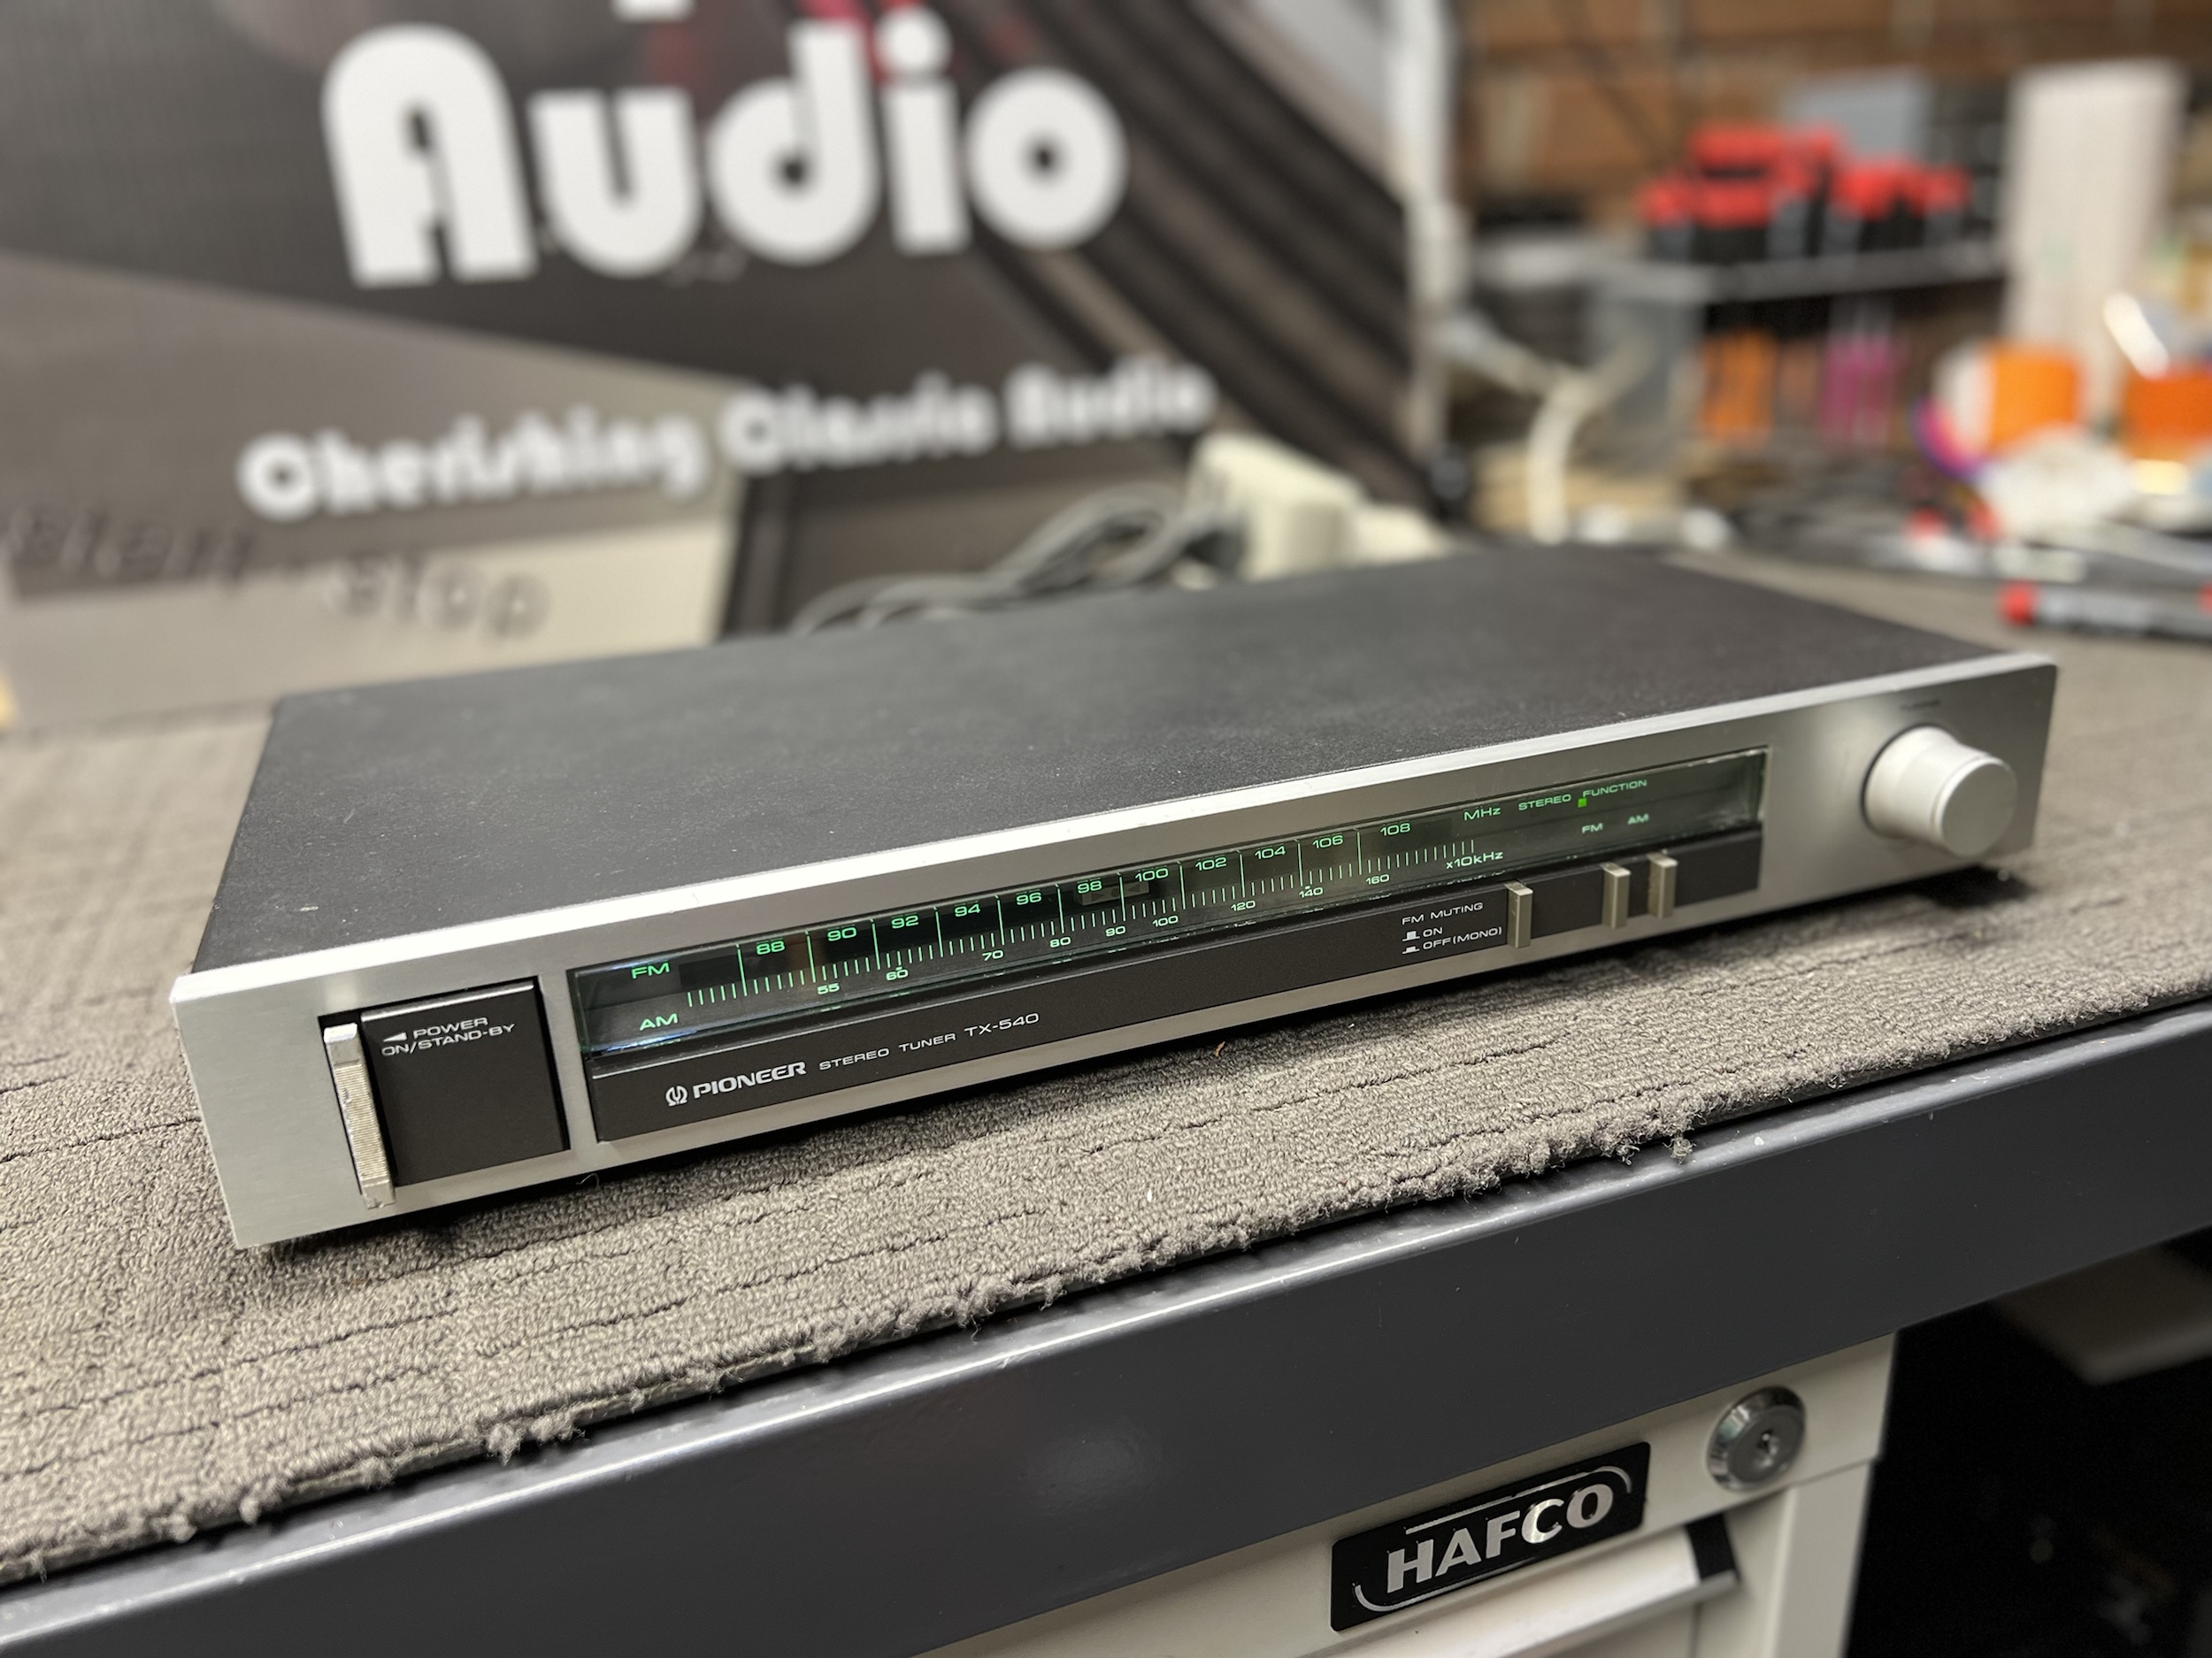 Audio
Cherishing Classic Audio
Start - Stop
POWER
ON/STAND-BY
FM 88 90 92 94 96 98 100 102 104 106 108 MHz STEREO FUNCTION
FM AM
AM 55 60 70 80 90 100 120 140 160 x10kHz
FM MUTING
ON
OFF (MONO)
PIONEER STEREO TUNER TX-540
HAFCO